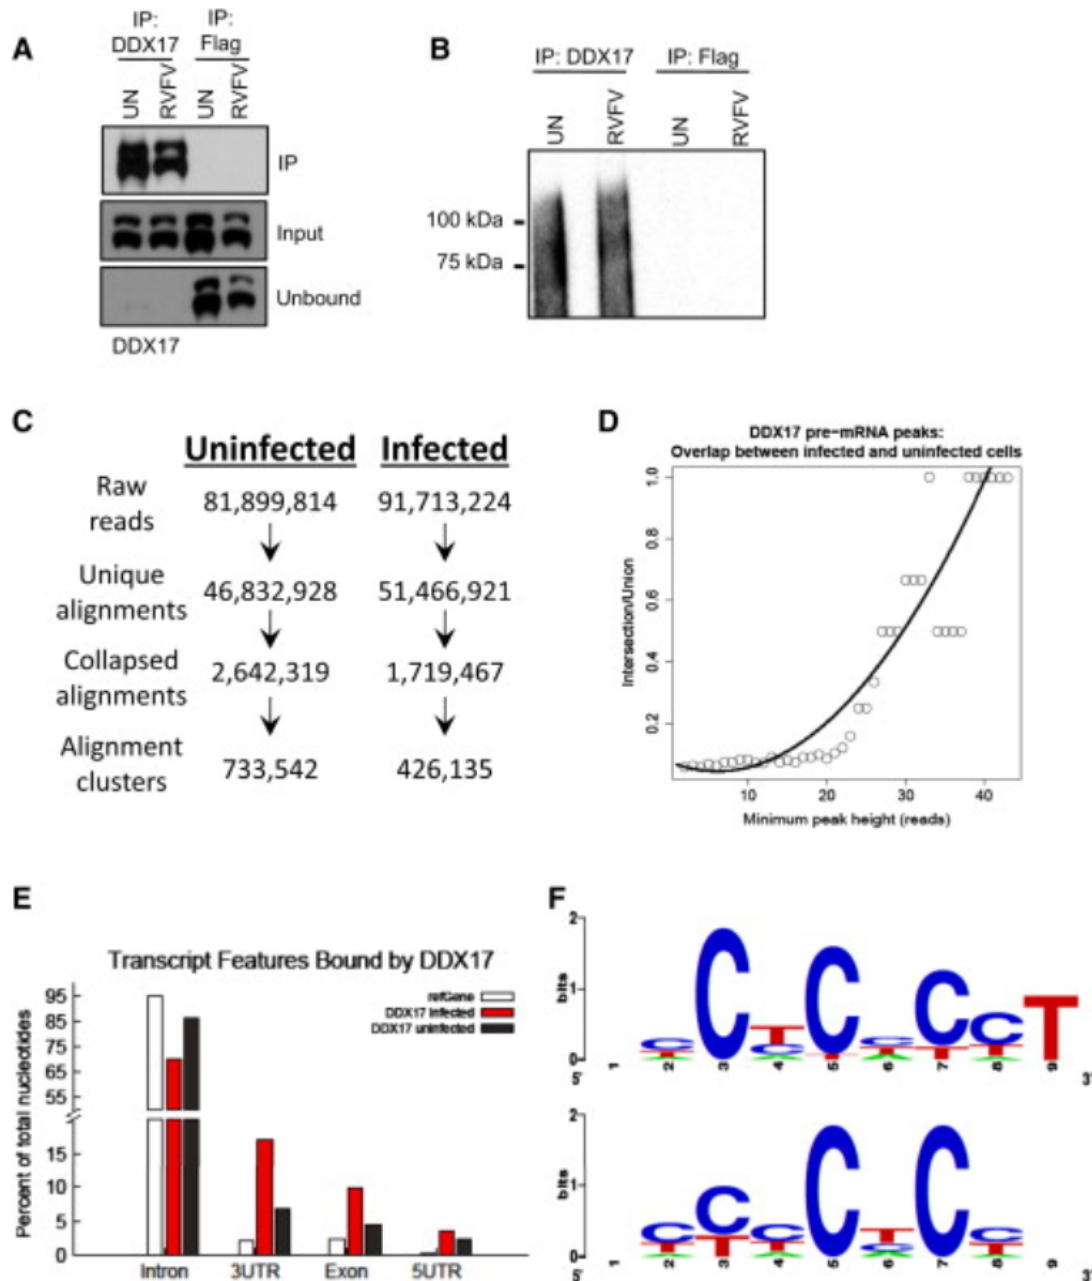 A
IP:
DDX17
IP:
Flag
UN
RVFV
UN
RVFV
IP
Input
Unbound
DDX17
B
IP: DDX17
IP: Flag
UN
RVFV
UN
RVFV
100 kDa
75 kDa
C
Uninfected
Infected
Raw
reads
81,899,814
91,713,224
Unique
alignments
46,832,928
51,466,921
Collapsed
alignments
2,642,319
1,719,467
Alignment
clusters
733,542
426,135
D
DDX17 pre-mRNA peaks:
Overlap between infected and uninfected cells
Intersection/Union
1.0
0.8
0.6
0.4
0.2
10
20
30
40
Minimum peak height (reads)
E
Transcript Features Bound by DDX17
refGene
DDX17 infected
DDX17 uninfected
Percent of total nucleotides
95
85
75
65
55
15
10
5
0
Intron
3UTR
Exon
5UTR
F
2
1
0
bits
C
C
T
C
C
C
C
C
T
5'
1
2
3
4
5
6
7
8
9
2
1
0
bits
C
C
T
C
C
T
C
C
C
5'
1
2
3
4
5
6
7
8
9